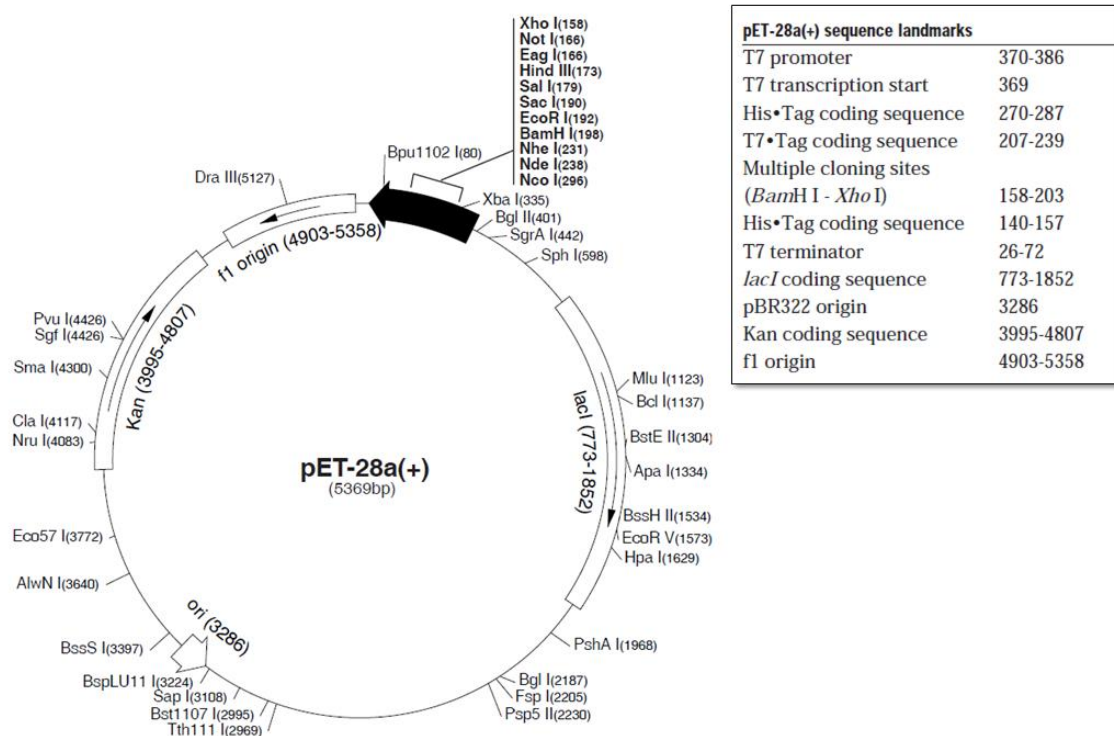 Xho I(158)
Not I(166)
Eag I(166)
Hind III(173)
Sal I(179)
Sac I(190)
EcoR I(192)
BamH I(198)
Nhe I(231)
Nde I(238)
Nco I(296)
Bpu1102 I(80)
Dra III(5127)
Xba I(335)
Bgl II(401)
SgrA I(442)
Sph I(598)
f1 origin (4903-5358)
Pvu I(4426)
Sgf I(4426)
Sma I(4300)
Kan (3995-4807)
Cla I(4117)
Nru I(4083)
Mlu I(1123)
Bcl I(1137)
lacI (773-1852)
BstE II(1304)
Apa I(1334)
pET-28a(+)
(5369bp)
BssH II(1534)
EcoR V(1573)
Hpa I(1629)
Eco57 I(3772)
AlwN I(3640)
ori (3286)
BssS I(3397)
PshA I(1968)
BspLU11 I(3224)
Sap I(3108)
Bst1107 I(2995)
Tth111 I(2969)
Bgl I(2187)
Fsp I(2205)
Psp5 II(2230)
pET-28a(+) sequence landmarks
T7 promoter 370-386
T7 transcription start 369
His•Tag coding sequence 270-287
T7•Tag coding sequence 207-239
Multiple cloning sites
(BamH I - Xho I) 158-203
His•Tag coding sequence 140-157
T7 terminator 26-72
lacI coding sequence 773-1852
pBR322 origin 3286
Kan coding sequence 3995-4807
f1 origin 4903-5358